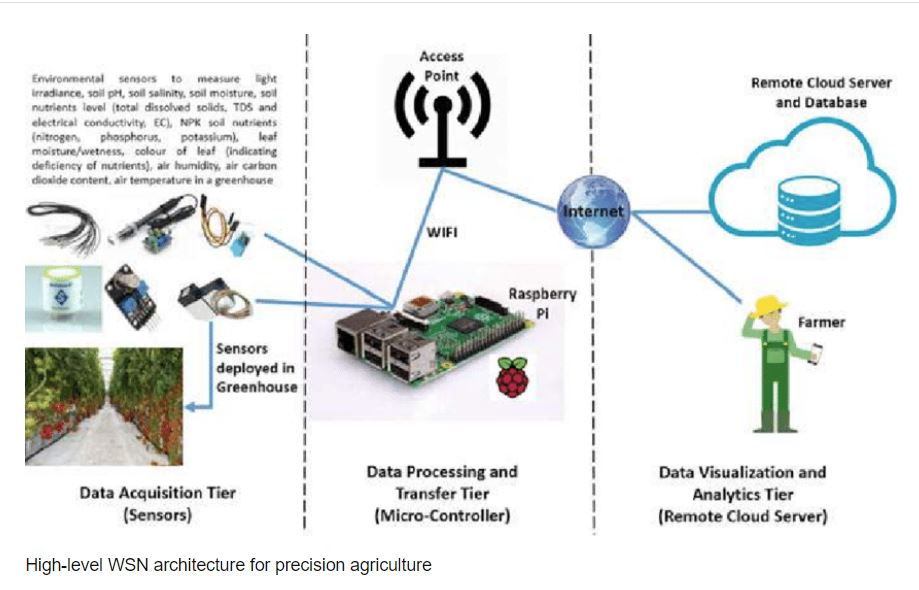 Environmental sensors to measure light
irradiance, soil pH, soil salinity, soil moisture, soil
nutrients level (total dissolved solids, TDS and
electrical conductivity, EC), NPK soil nutrients
(nitrogen, phosphorus, potassium), leaf
moisture/wetness, colour of leaf (indicating
deficiency of nutrients), air humidity, air carbon
dioxide content, air temperature in a greenhouse
Sensors
deployed in
Greenhouse
Data Acquisition Tier
(Sensors)
Access
Point
WIFI
Raspberry
Pi
Data Processing and
Transfer Tier
(Micro-Controller)
Internet
Remote Cloud Server
and Database
Farmer
Data Visualization and
Analytics Tier
(Remote Cloud Server)
High-level WSN architecture for precision agriculture